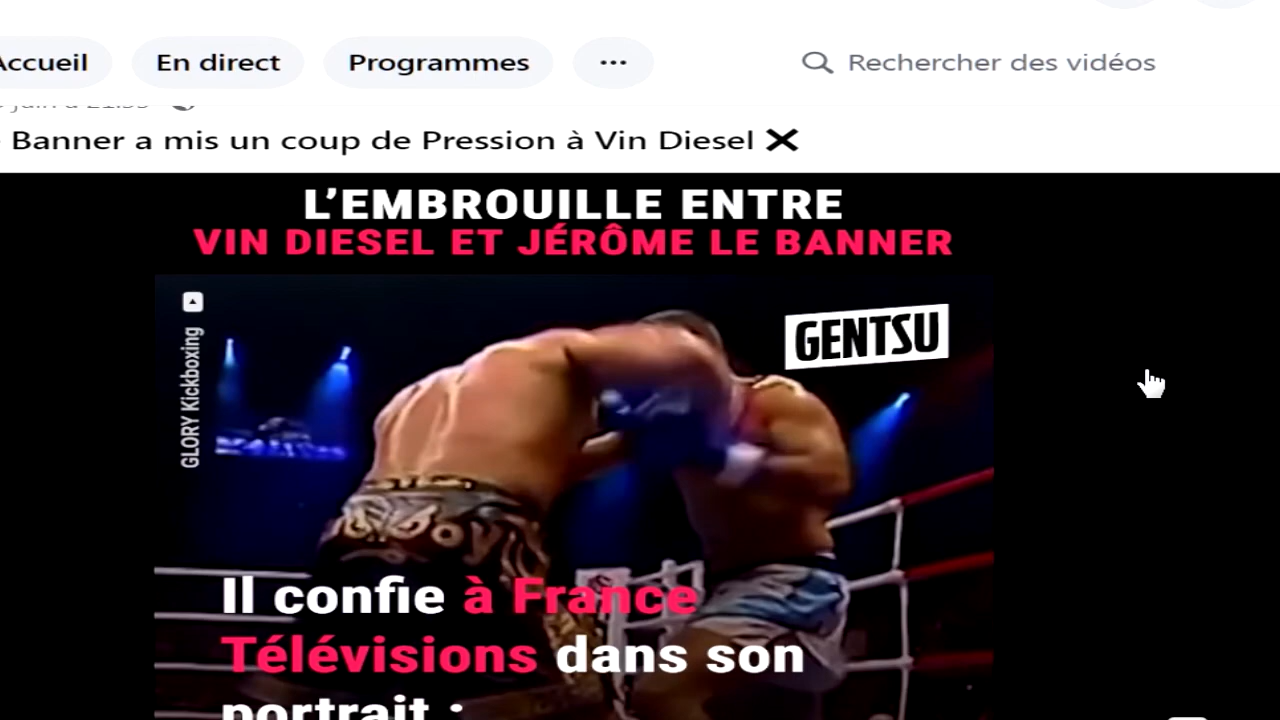 Accueil
En direct
Programmes
...
Rechercher des vidéos
Banner a mis un coup de Pression à Vin Diesel ❌
L'EMBROUILLE ENTRE
VIN DIESEL ET JÉRÔME LE BANNER
GLORY Kickboxing
GENTSU
Il confie à France
Télévisions dans son
portrait :